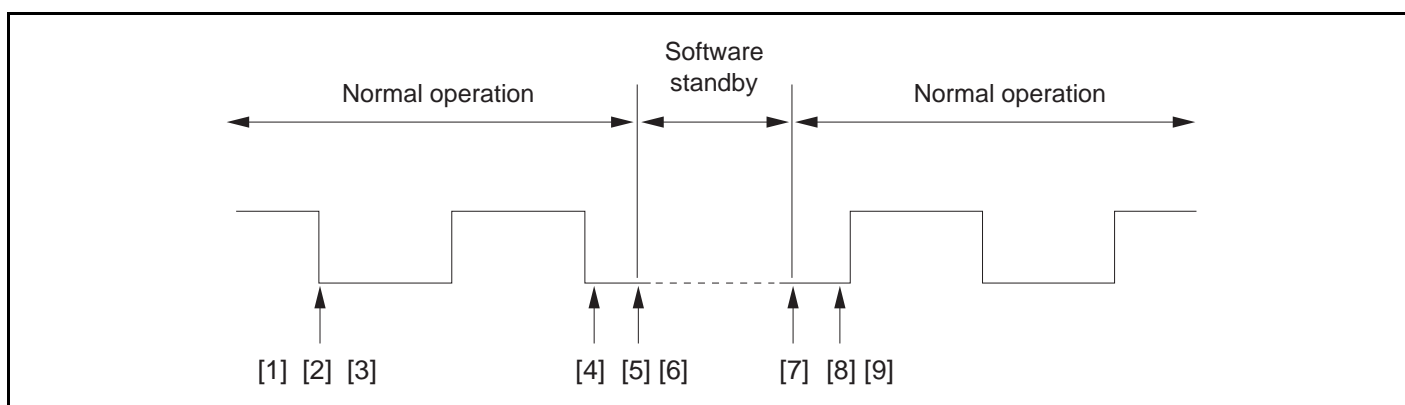 Software
standby
Normal operation
Normal operation
[1] [2] [3]
[4] [5] [6]
[7] [8] [9]